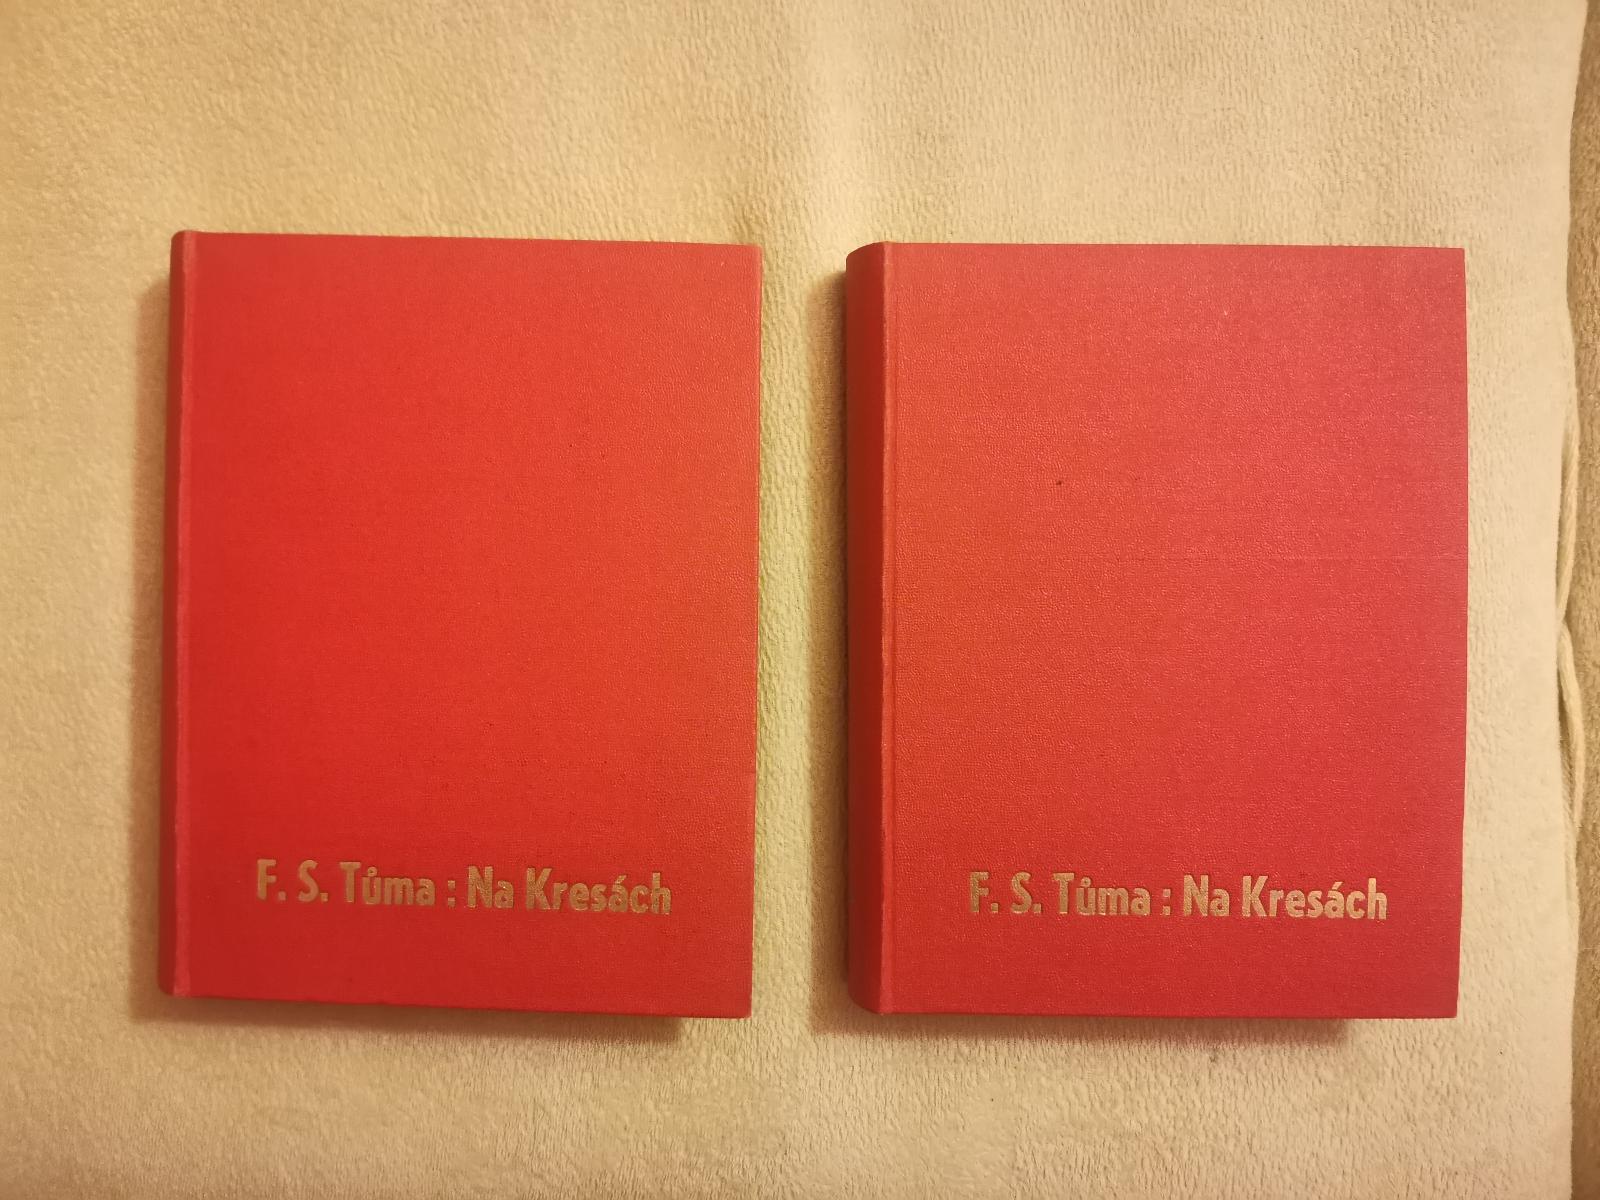 F. S. Tůma : Na Kresách
F. S. Tůma : Na Kresách